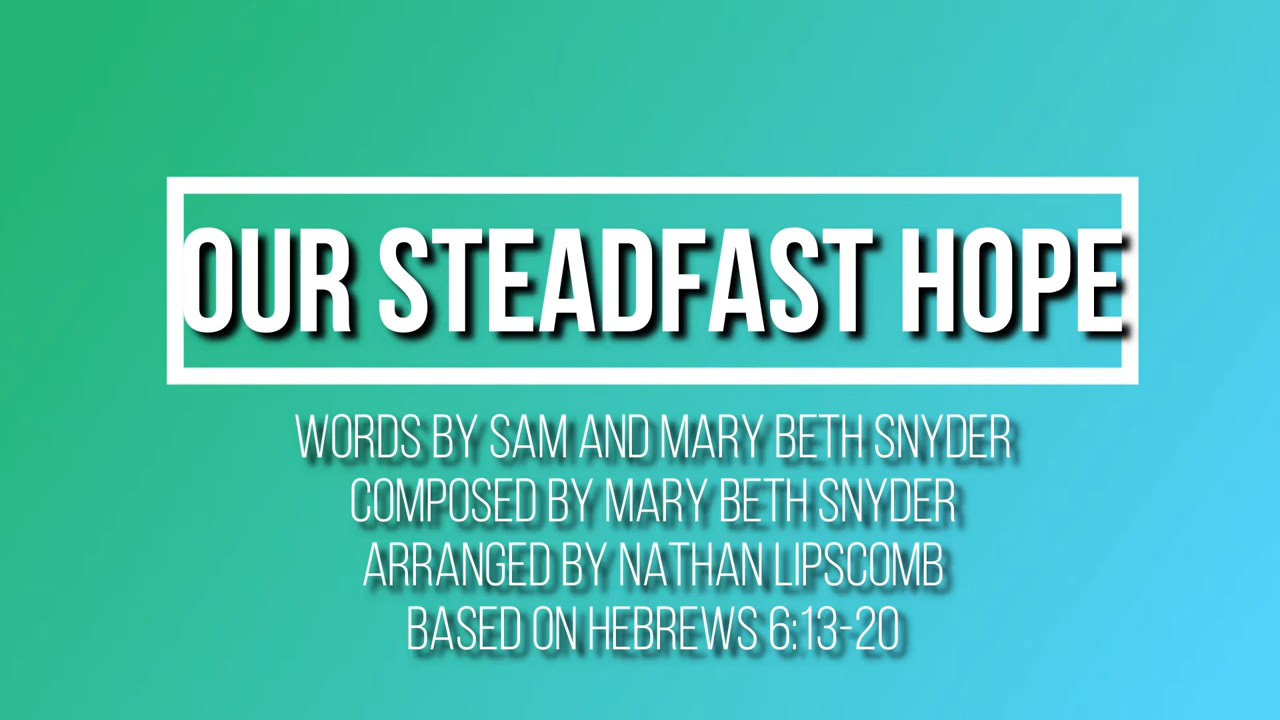 OUR STEADFAST HOPE
WORDS BY SAM AND MARY BETH SNYDER
COMPOSED BY MARY BETH SNYDER
ARRANGED BY NATHAN LIPSCOMB
BASED ON HEBREWS 6:13-20